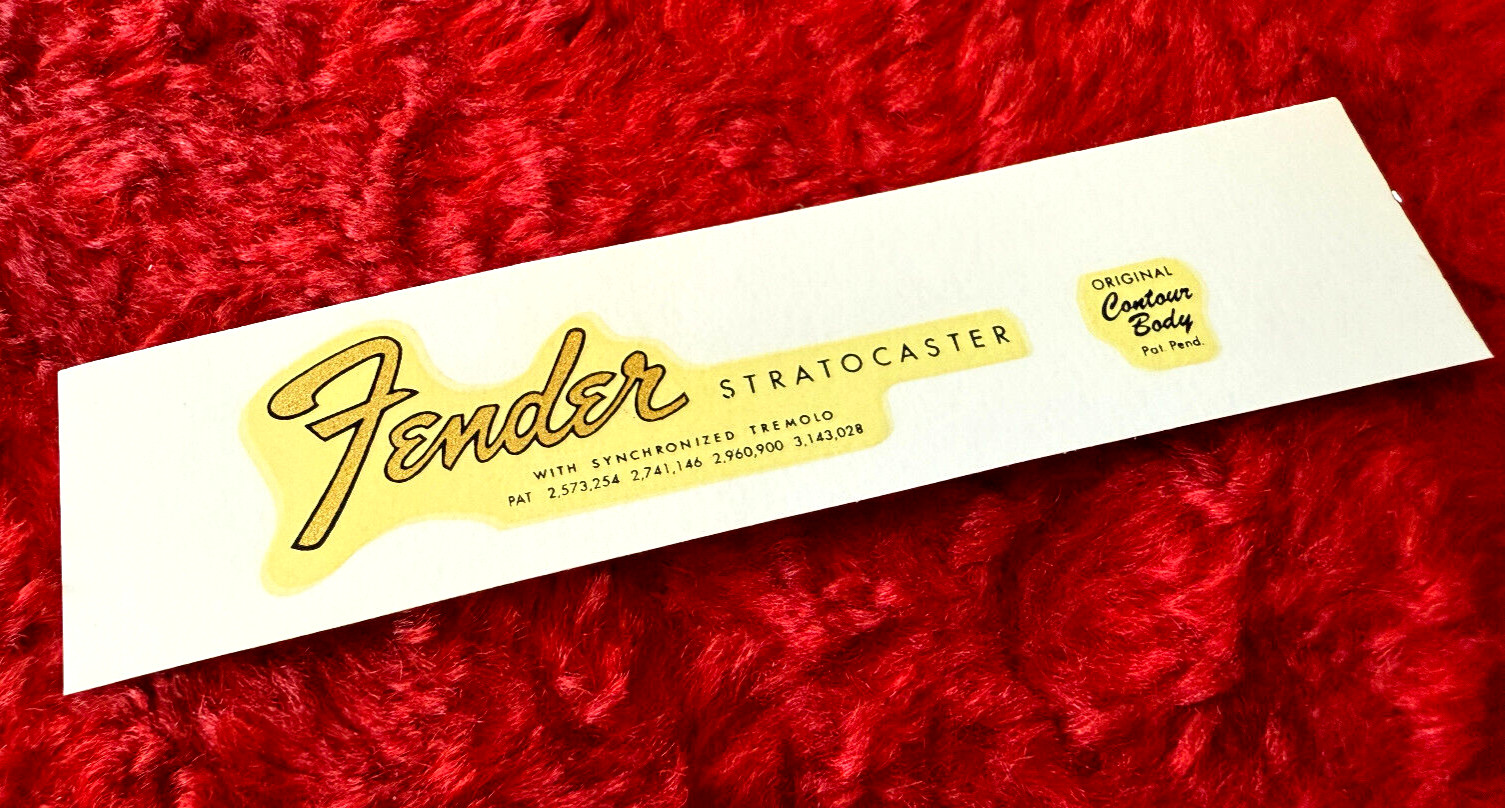 Fender STRATOCASTER
WITH SYNCHRONIZED TREMOLO
PAT 2,573,254 2,741,146 2,960,900 3,143,028
ORIGINAL
Contour
Body
Pat. Pend.